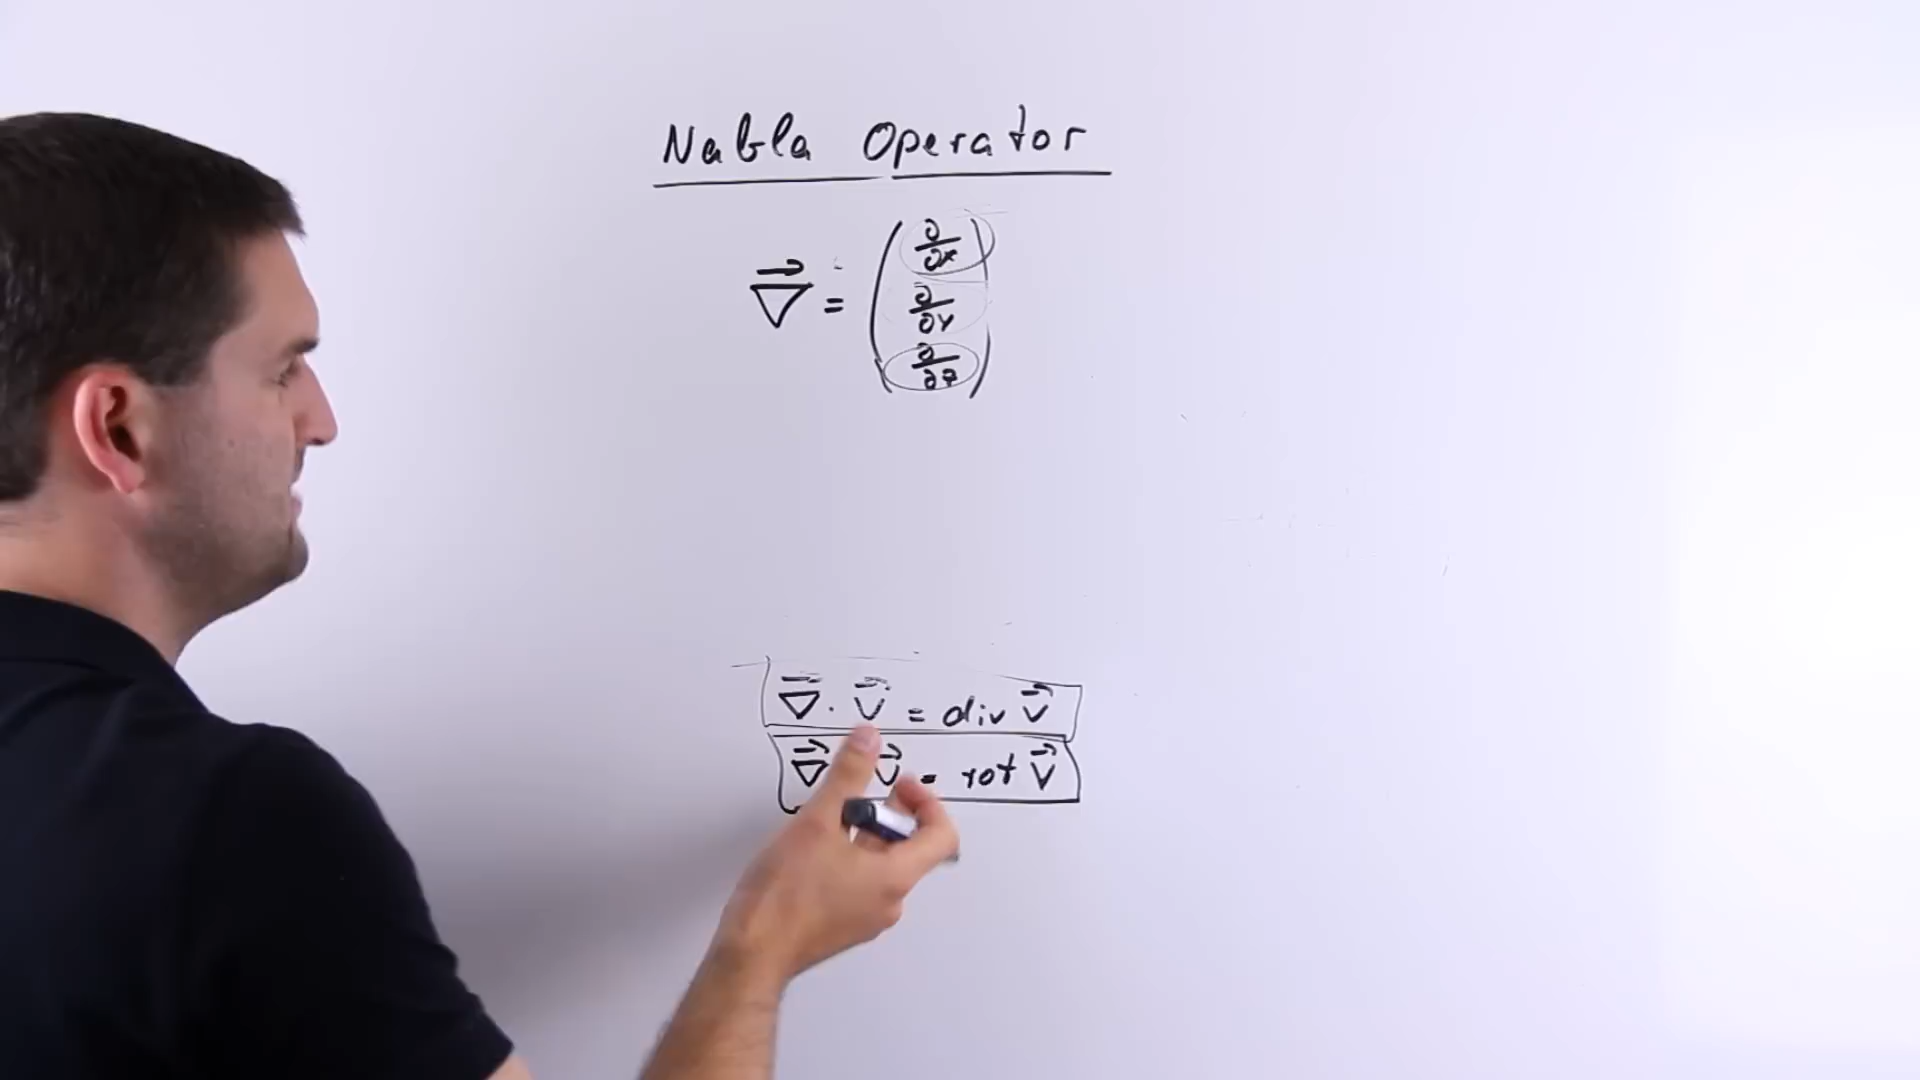 Nabla Operator
∂/∂x
∇⃗ = ∂/∂y
∂/∂z
∇⃗ · V⃗ = div V⃗
∇⃗ V⃗ = rot V⃗